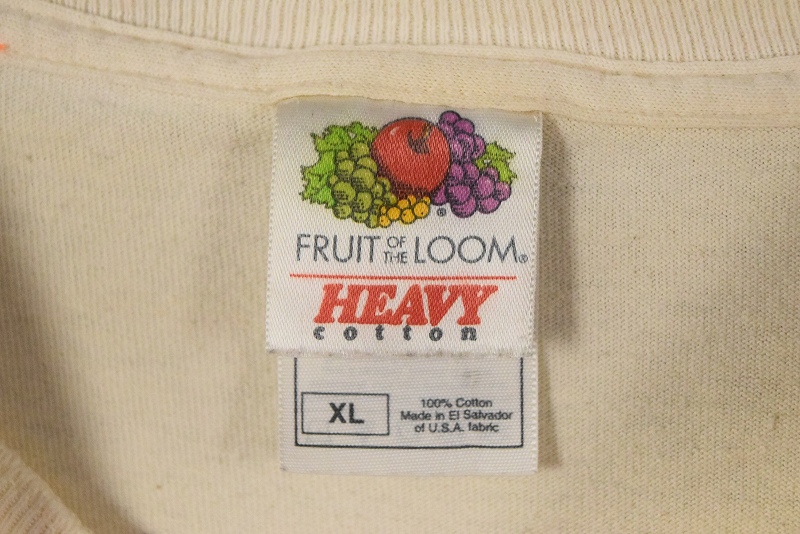 ®
FRUIT OF THE LOOM®
HEAVY
cotton
XL
100% Cotton
Made in El Salvador
of U.S.A. fabric